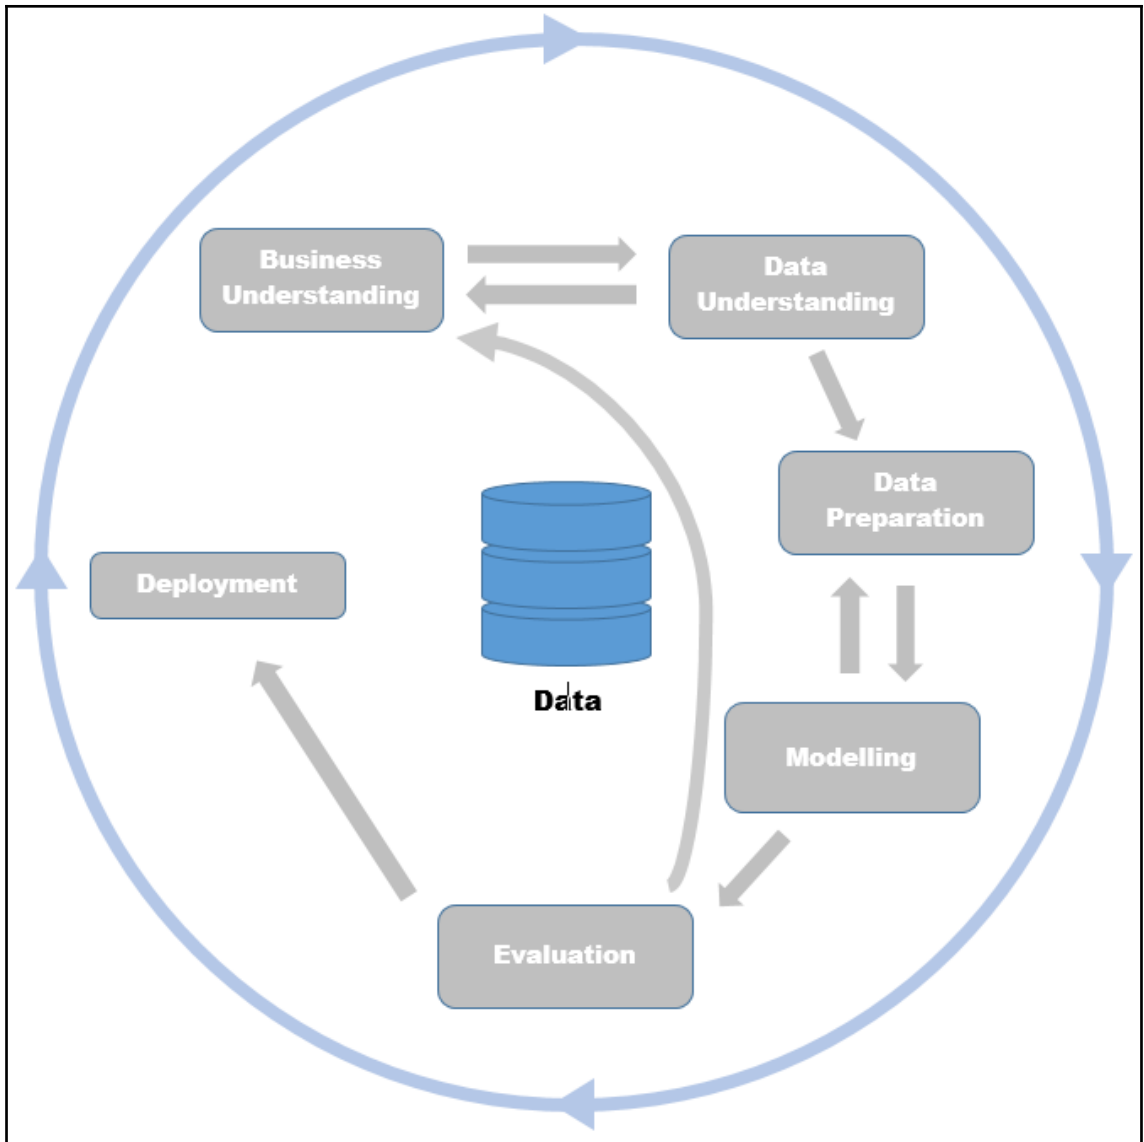 Business
Understanding
Data
Understanding
Data
Preparation
Deployment
Data
Modelling
Evaluation